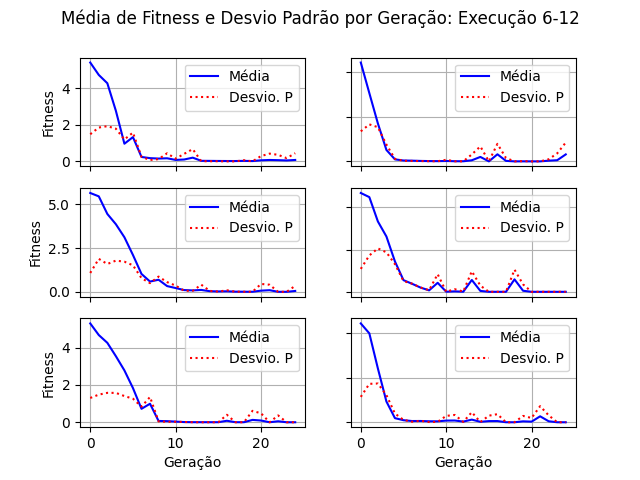 Média de Fitness e Desvio Padrão por Geração: Execução 6-12
Fitness
4
2
0
Média
Desvio. P
Média
Desvio. P
Fitness
5.0
2.5
0.0
Média
Desvio. P
Média
Desvio. P
Fitness
4
2
0
Média
Desvio. P
Média
Desvio. P
0 10 20
0 10 20
Geração
Geração